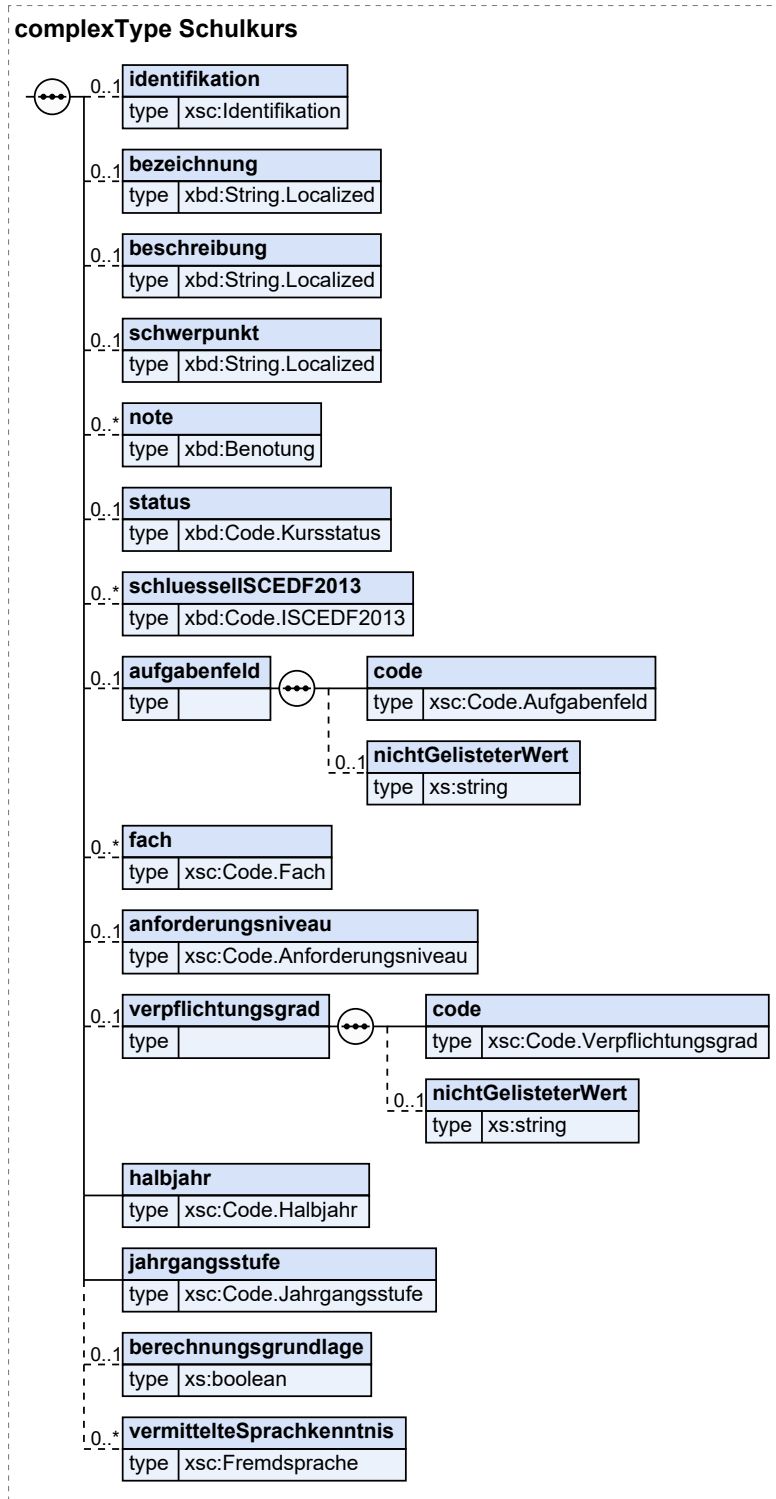 complexType Schulkurs
0..1 identifikation
type xsc:Identifikation
0..1 bezeichnung
type xbd:String.Localized
0..1 beschreibung
type xbd:String.Localized
0..1 schwerpunkt
type xbd:String.Localized
0..* note
type xbd:Benotung
0..1 status
type xbd:Code.Kursstatus
0..* schluesselISCEDF2013
type xbd:Code.ISCEDF2013
0..1 aufgabenfeld code
type type xsc:Code.Aufgabenfeld
0..1 nichtGelisteterWert
type xs:string
0..* fach
type xsc:Code.Fach
0..1 anforderungsniveau
type xsc:Code.Anforderungsniveau
0..1 verpflichtungsgrad code
type type xsc:Code.Verpflichtungsgrad
0..1 nichtGelisteterWert
type xs:string
halbjahr
type xsc:Code.Halbjahr
jahrgangsstufe
type xsc:Code.Jahrgangsstufe
0..1 berechnungsgrundlage
type xs:boolean
0..* vermittelteSprachkenntnis
type xsc:Fremdsprache